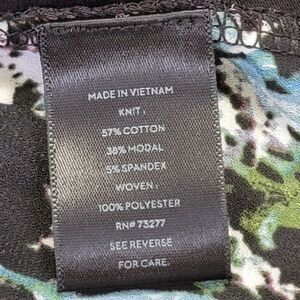 MADE IN VIETNAM
KNIT:
57% COTTON
38% MODAL
5% SPANDEX
WOVEN:
100% POLYESTER
RN# 73277
SEE REVERSE
FOR CARE.